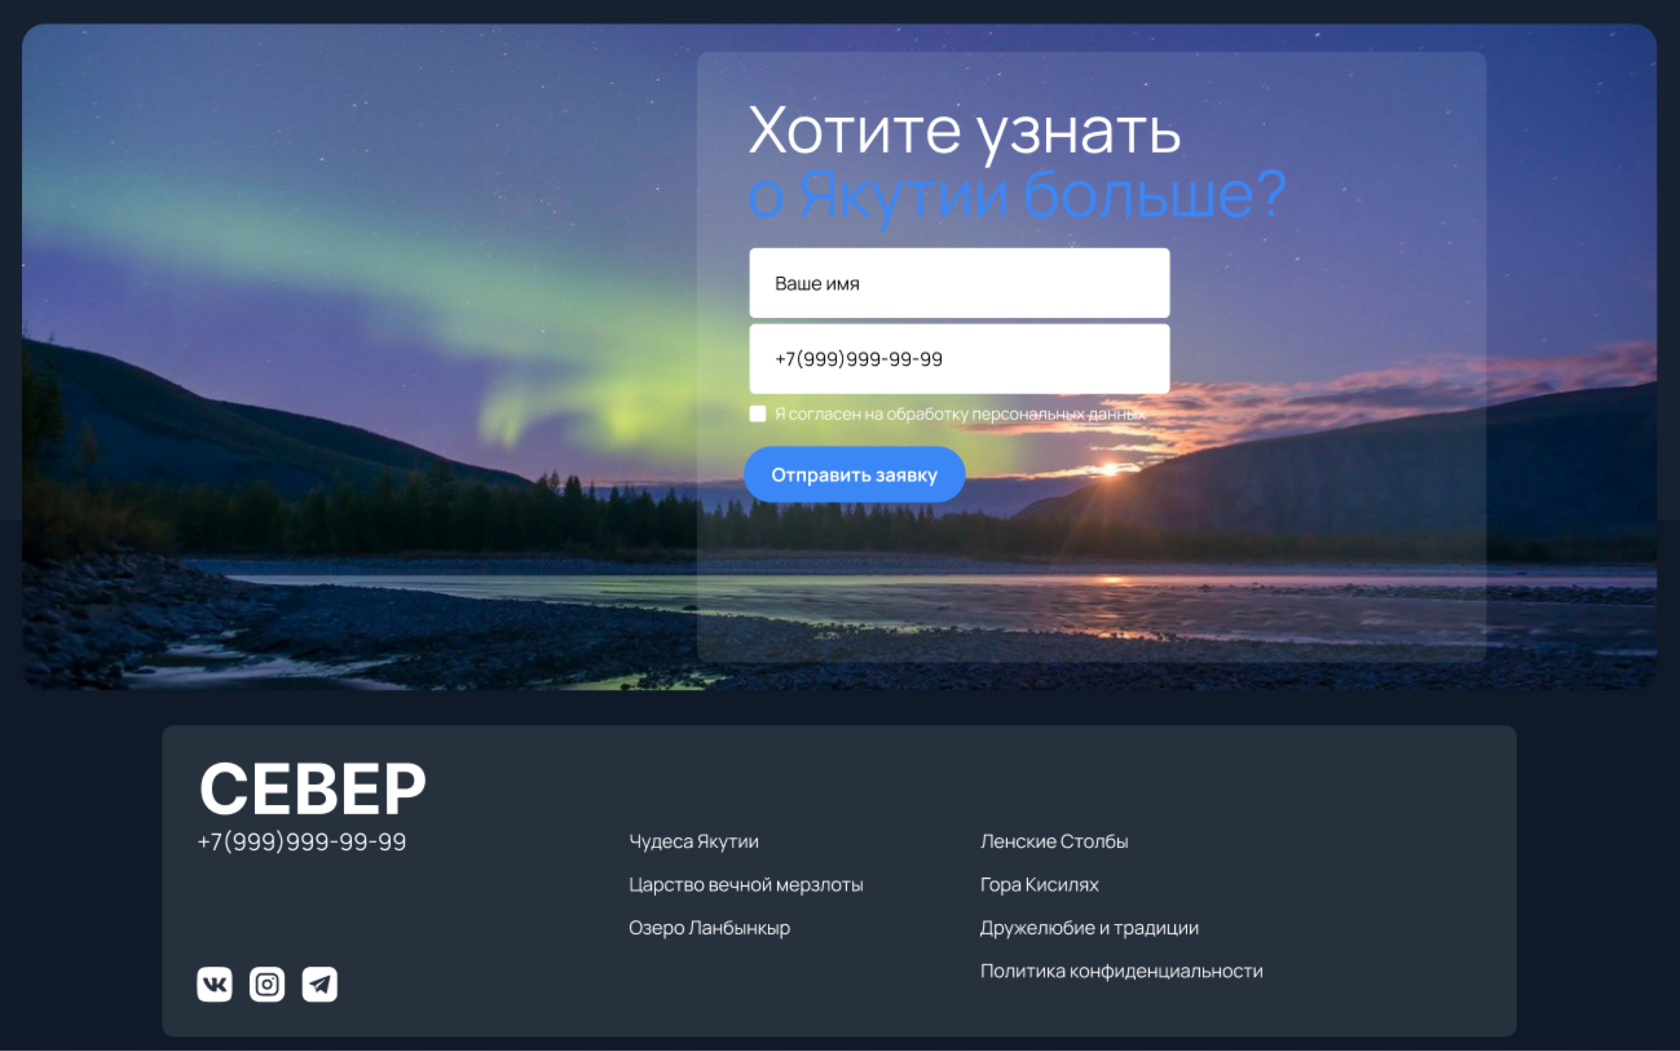 Хотите узнать
о Якутии больше?
Ваше имя
+7(999)999-99-99
Я согласен на обработку персональных данных
Отправить заявку
СЕВЕР
+7(999)999-99-99
Чудеса Якутии
Царство вечной мерзлоты
Озеро Ланбынкыр
Ленские Столбы
Гора Кисилях
Дружелюбие и традиции
Политика конфиденциальности